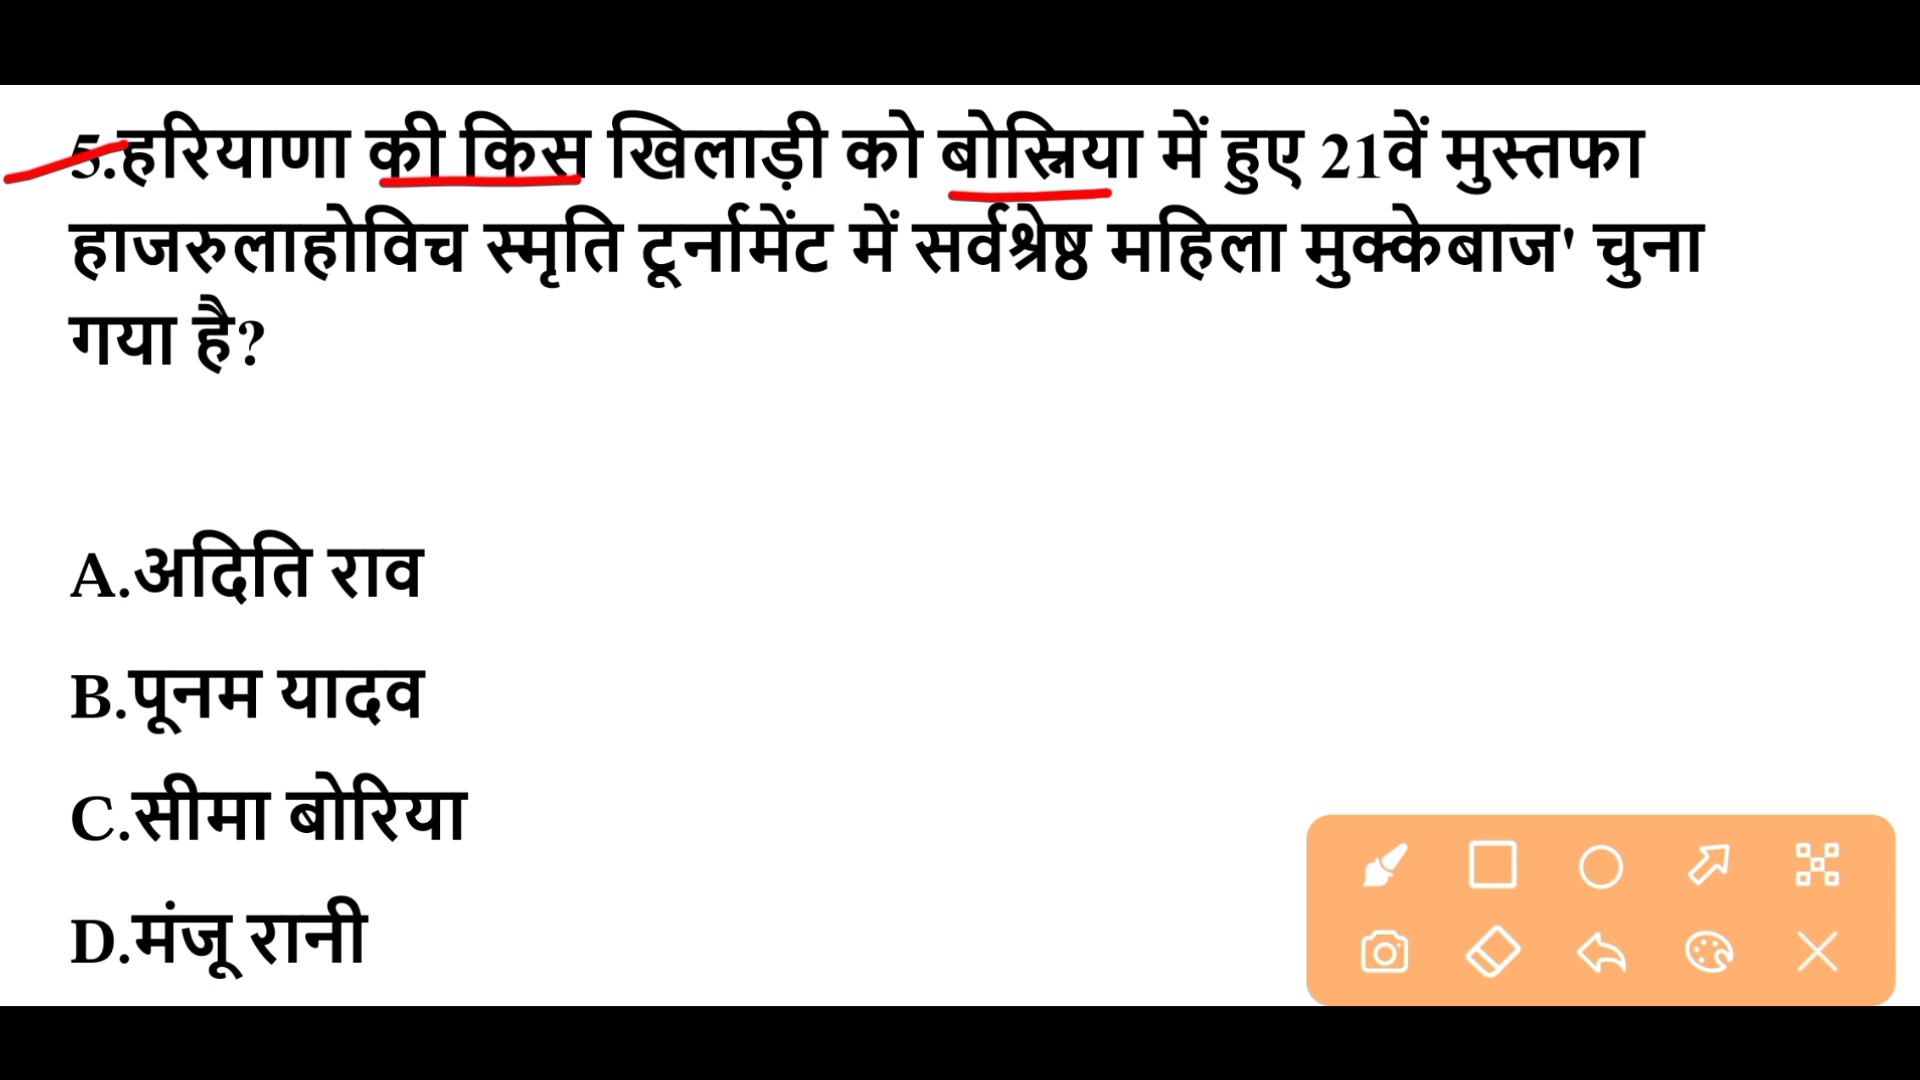 5.हरियाणा की किस खिलाड़ी को बोस्निया में हुए 21वें मुस्तफा
हाजरुलाहोविच स्मृति टूर्नामेंट में सर्वश्रेष्ठ महिला मुक्केबाज' चुना
गया है?
A.अदिति राव
B.पूनम यादव
C.सीमा बोरिया
D.मंजू रानी